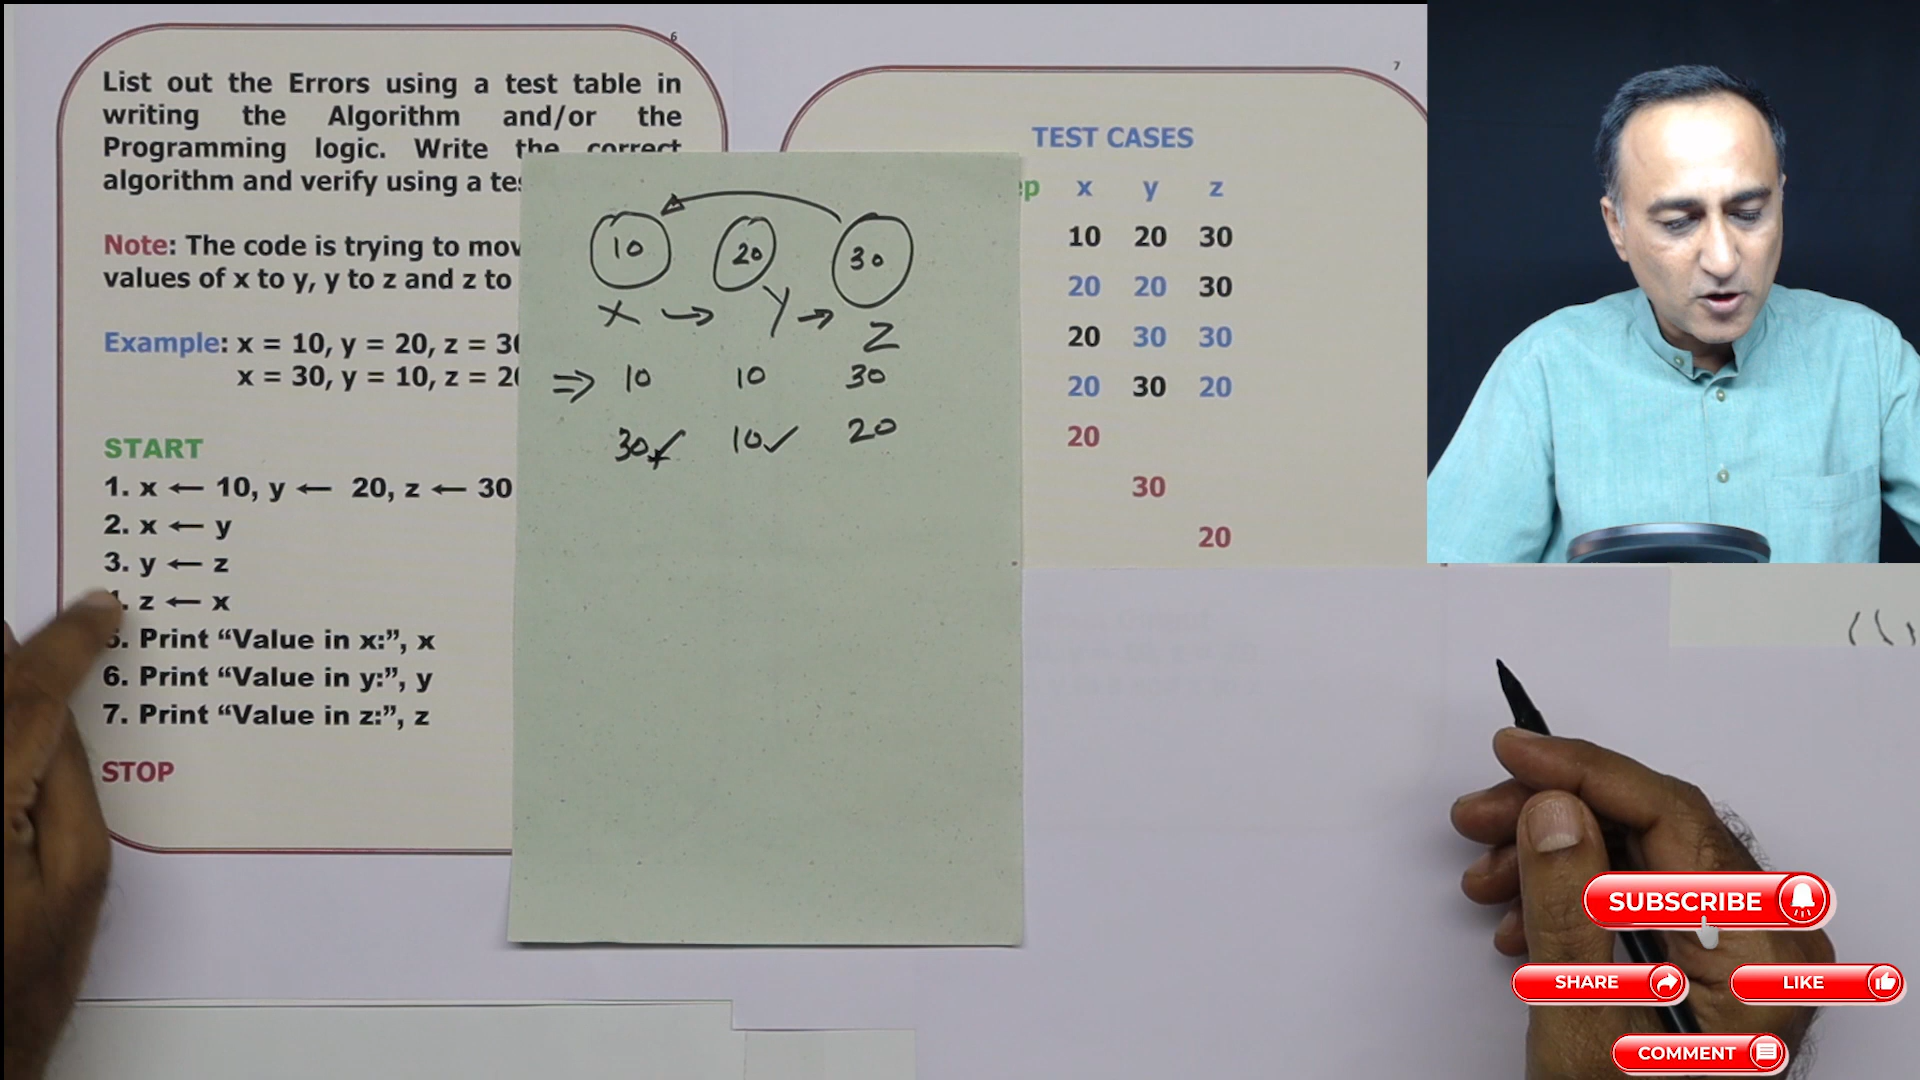 6
List out the Errors using a test table in
writing the Algorithm and/or the
Programming logic. Write the correct
algorithm and verify using a
Note: The code is trying to
values of x to y, y to z and z to
Example: x = 10, y = 20, z =
x = 30, y = 10, z =
START
1. x ← 10, y ← 20, z ← 30
2. x ← y
3. y ← z
4. z ← x
5. Print “Value in x:”, x
6. Print “Value in y:”, y
7. Print “Value in z:”, z
STOP
10 20 30
X → Y → Z
⇒ 10 10 30
30 ✓ 10 ✓ 20
7
TEST CASES
x y z
10 20 30
20 20 30
20 30 30
20 30 20
20
30
20
SUBSCRIBE
SHARE LIKE
COMMENT